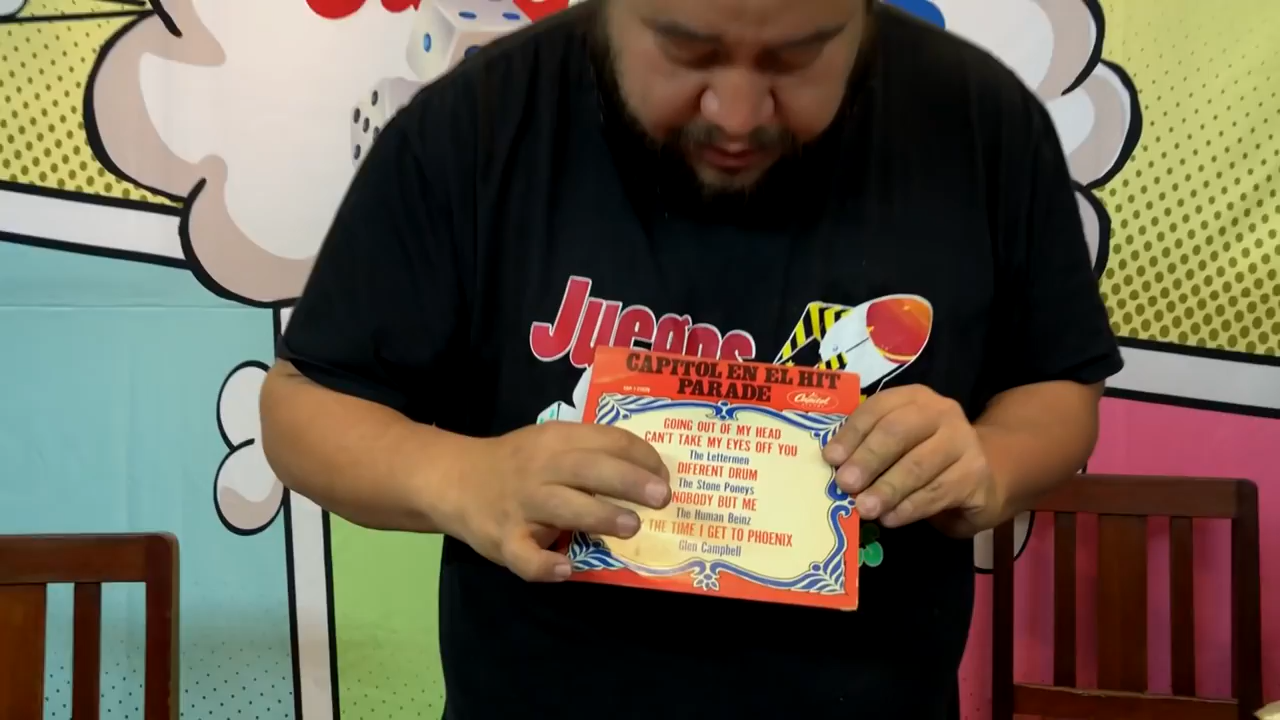 Juegos
CAPITOL EN EL HIT
PARADE
Capitol
GOING OUT OF MY HEAD
CAN'T TAKE MY EYES OFF YOU
The Lettermen
DIFERENT DRUM
The Stone Poneys
NOBODY BUT ME
The Human Beinz
THE TIME I GET TO PHOENIX
Glen Campbell